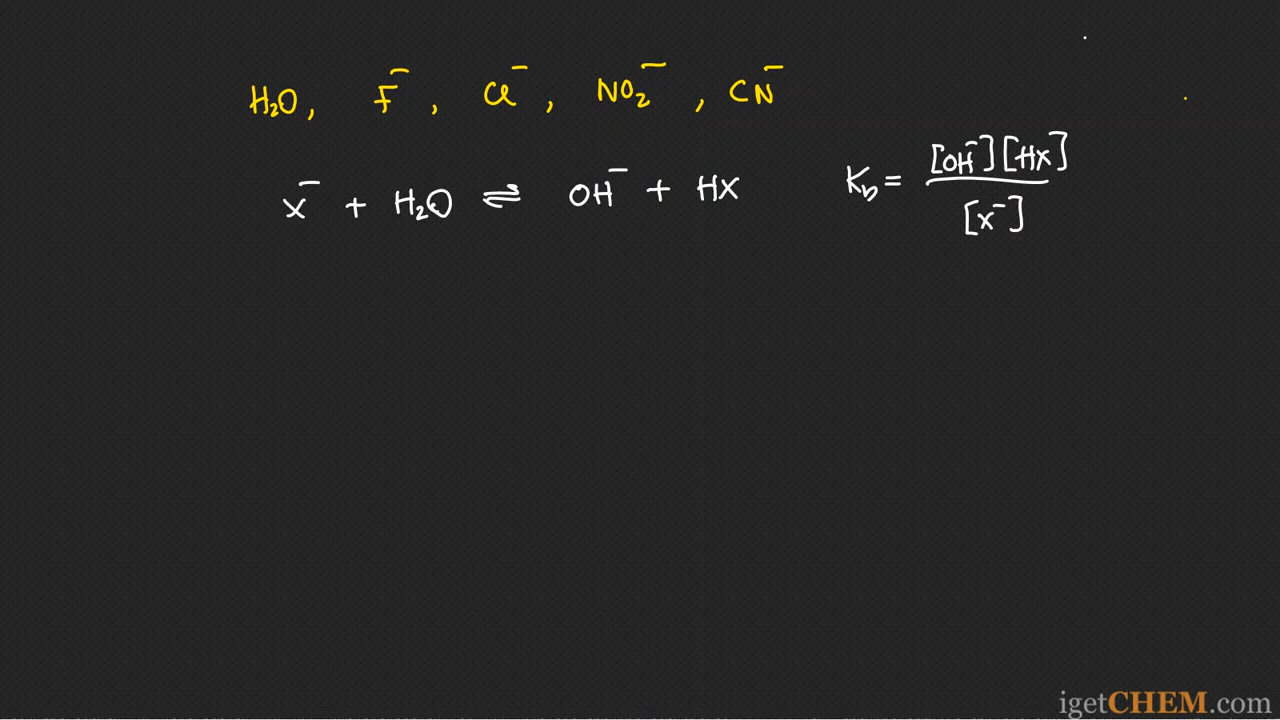 H₂O, F⁻, Cl⁻, NO₂⁻, CN⁻
X⁻ + H₂O ⇌ OH⁻ + HX    K_b = [OH⁻][HX] / [X⁻]
igetCHEM.com